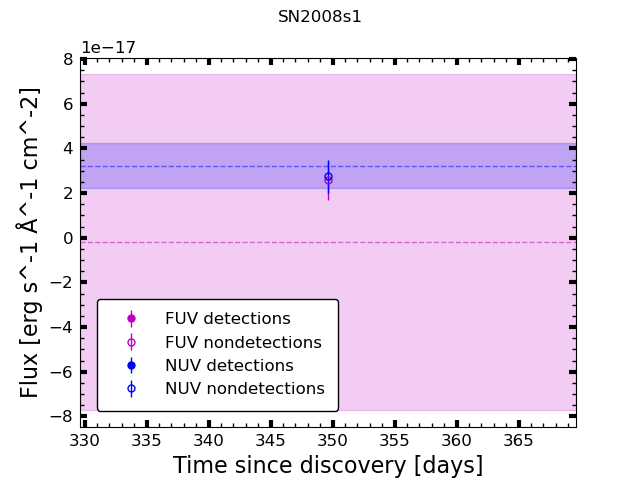 SN2008s1
1e−17
8
6
4
2
0
−2
−4
−6
−8
Flux [erg s^-1 Å^-1 cm^-2]
FUV detections
FUV nondetections
NUV detections
NUV nondetections
330 335 340 345 350 355 360 365
Time since discovery [days]